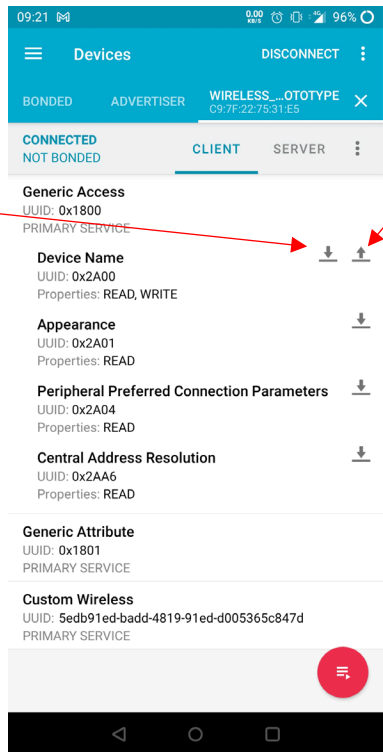 09:21 0.00 KB/S 4G 96%
Devices DISCONNECT
BONDED ADVERTISER WIRELESS_…OTOTYPE
C9:7F:22:75:31:E5
CONNECTED
NOT BONDED CLIENT SERVER
Generic Access
UUID: 0x1800
PRIMARY SERVICE
Device Name
UUID: 0x2A00
Properties: READ, WRITE
Appearance
UUID: 0x2A01
Properties: READ
Peripheral Preferred Connection Parameters
UUID: 0x2A04
Properties: READ
Central Address Resolution
UUID: 0x2AA6
Properties: READ
Generic Attribute
UUID: 0x1801
PRIMARY SERVICE
Custom Wireless
UUID: 5edb91ed-badd-4819-91ed-d005365c847d
PRIMARY SERVICE